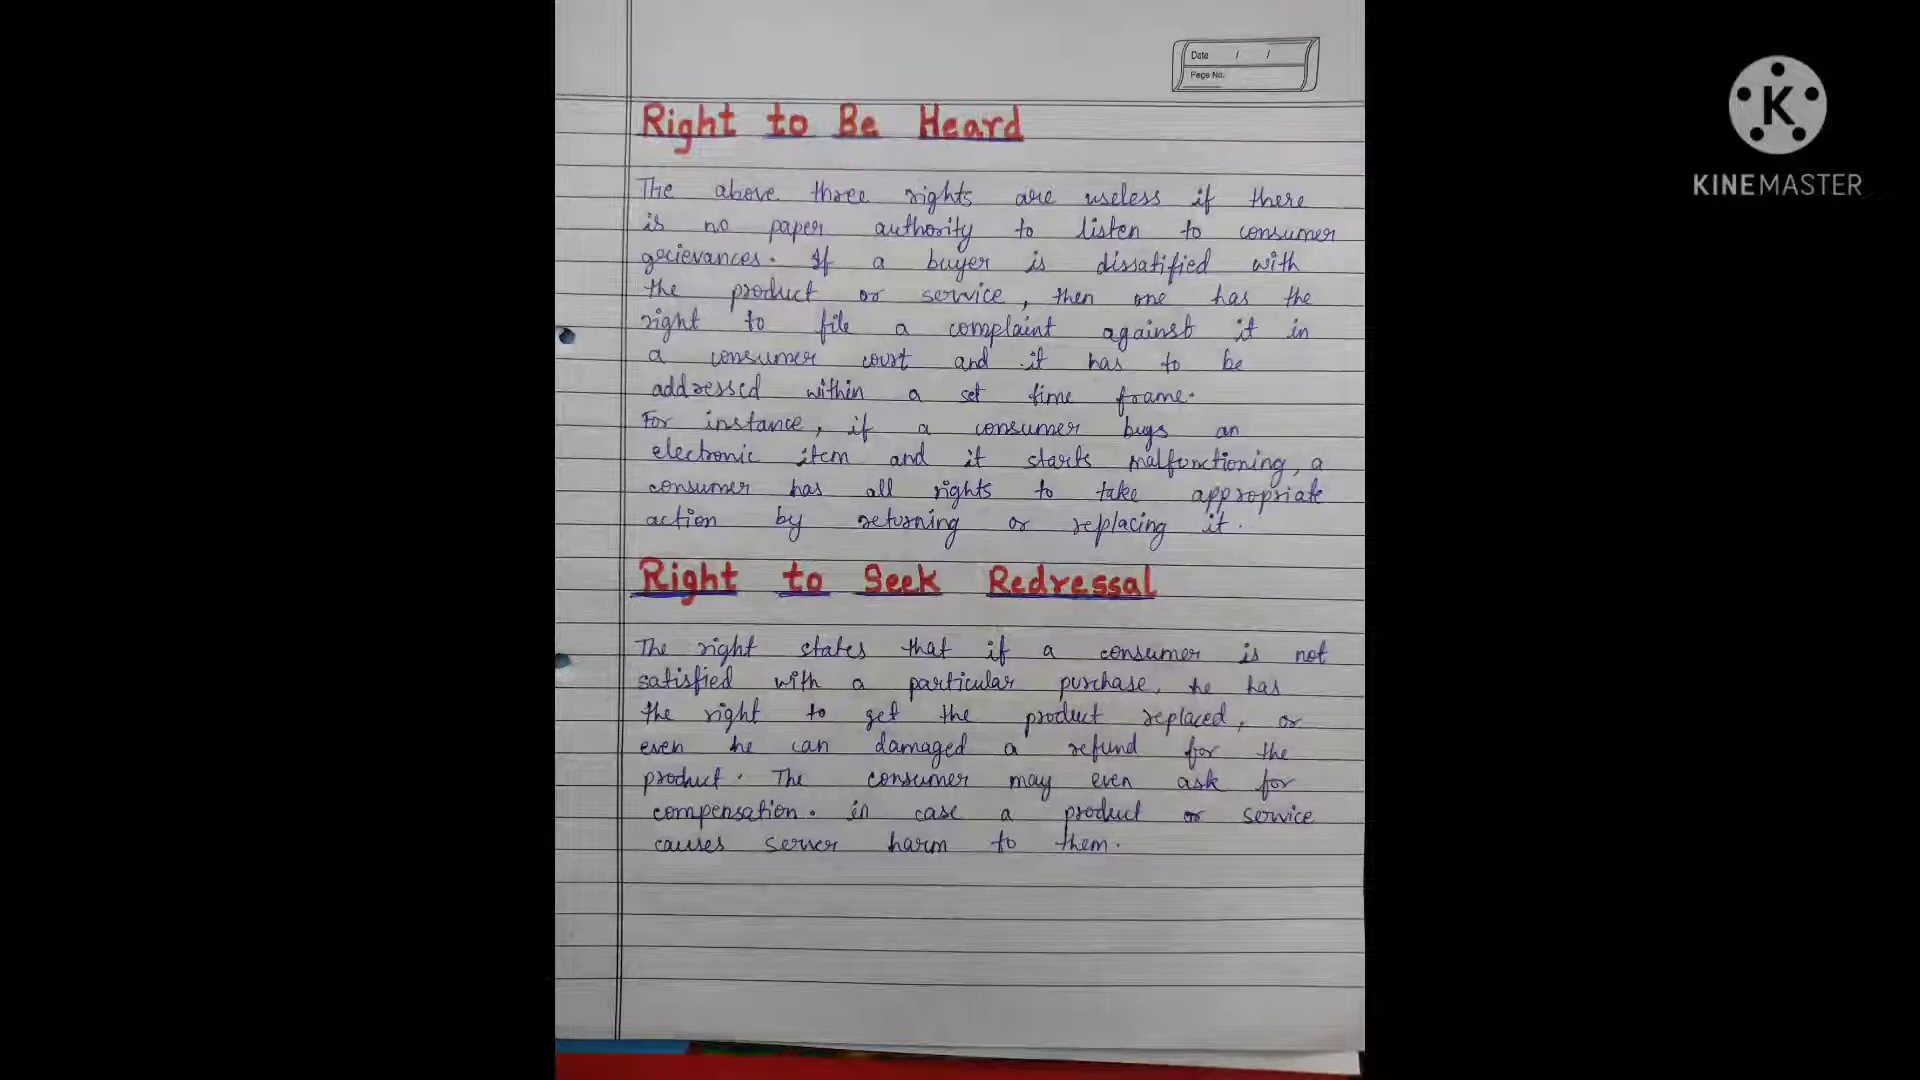 Date / /
Page No.
KINEMASTER
Right to Be Heard
The above three rights are useless if there
is no paper authority to listen to consumer
grievances. If a buyer is dissatified with
the product or service, then one has the
right to file a complaint against it in
a consumer court and it has to be
addressed within a set time frame.
For instance, if a consumer buys an
electronic item and it starts malfunctioning, a
consumer has all rights to take appropriate
action by returning or replacing it.
Right to Seek Redressal
The right states that if a consumer is not
satisfied with a particular purchase, he has
the right to get the product replaced, or
even he can damaged a refund for the
product. The consumer may even ask for
compensation. in case a product or service
causes server harm to them.